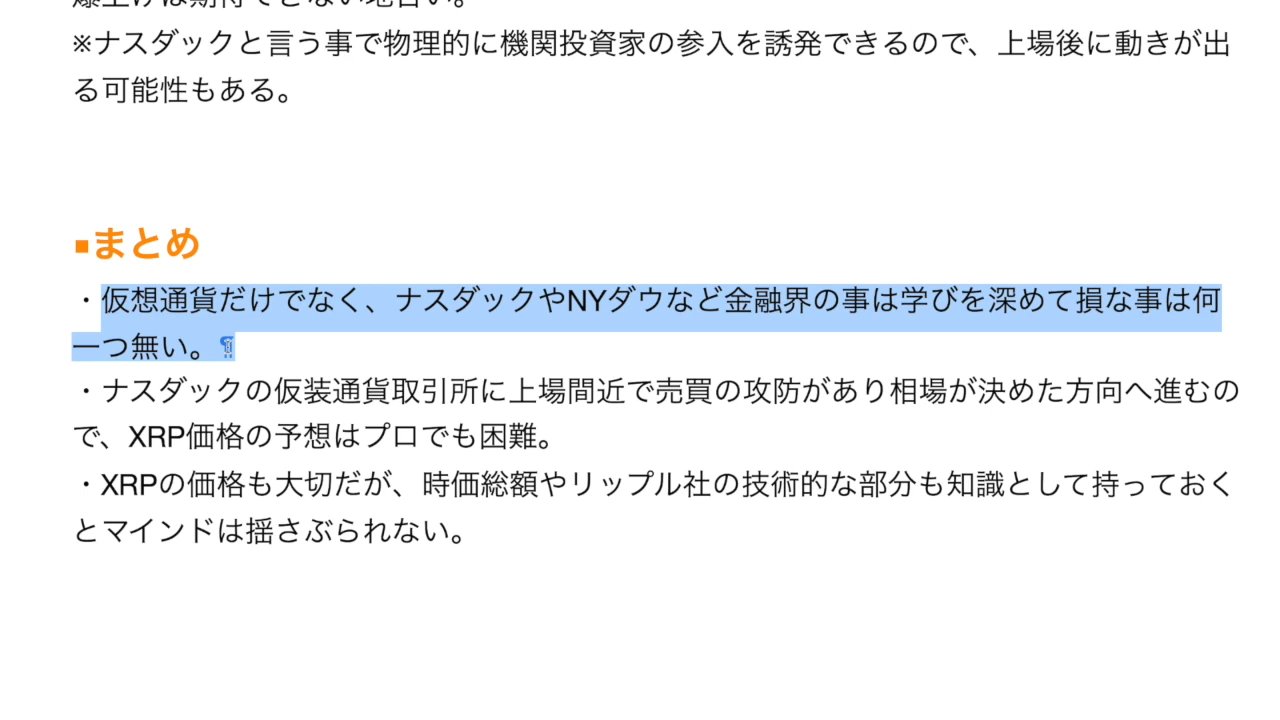 ※ナスダックと言う事で物理的に機関投資家の参入を誘発できるので、上場後に動きが出
る可能性もある。
■まとめ
・仮想通貨だけでなく、ナスダックやNYダウなど金融界の事は学びを深めて損な事は何
一つ無い。¶
・ナスダックの仮装通貨取引所に上場間近で売買の攻防があり相場が決めた方向へ進むの
で、XRP価格の予想はプロでも困難。
・XRPの価格も大切だが、時価総額やリップル社の技術的な部分も知識として持っておく
とマインドは揺さぶられない。